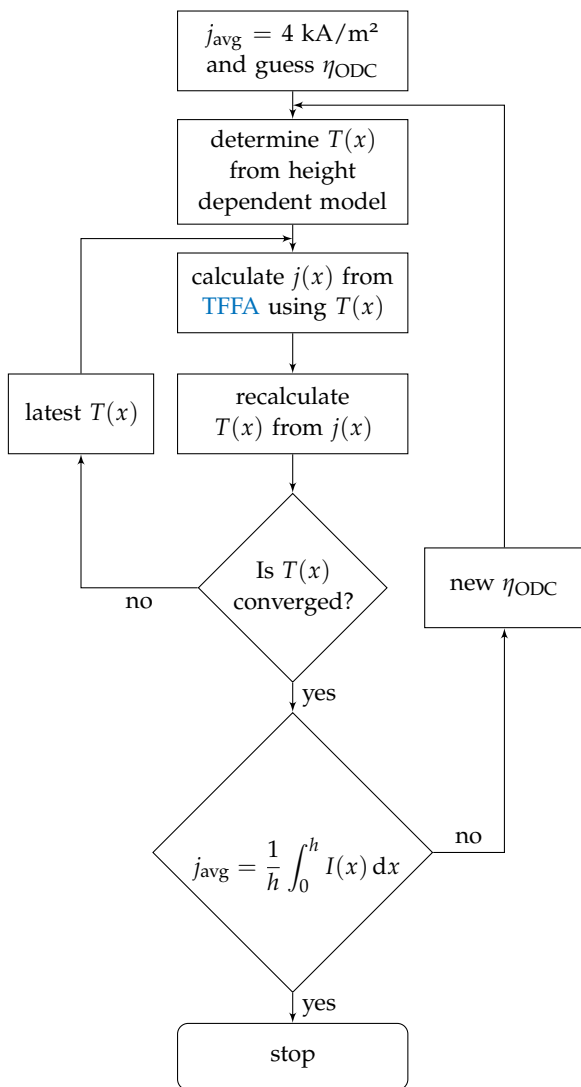 j_avg = 4 kA/m²
and guess η_ODC
determine T(x)
from height
dependent model
calculate j(x) from
TFFA using T(x)
latest T(x)
recalculate
T(x) from j(x)
Is T(x)
converged?
no
new η_ODC
yes
j_avg = 1/h ∫_0^h I(x) dx
no
yes
stop